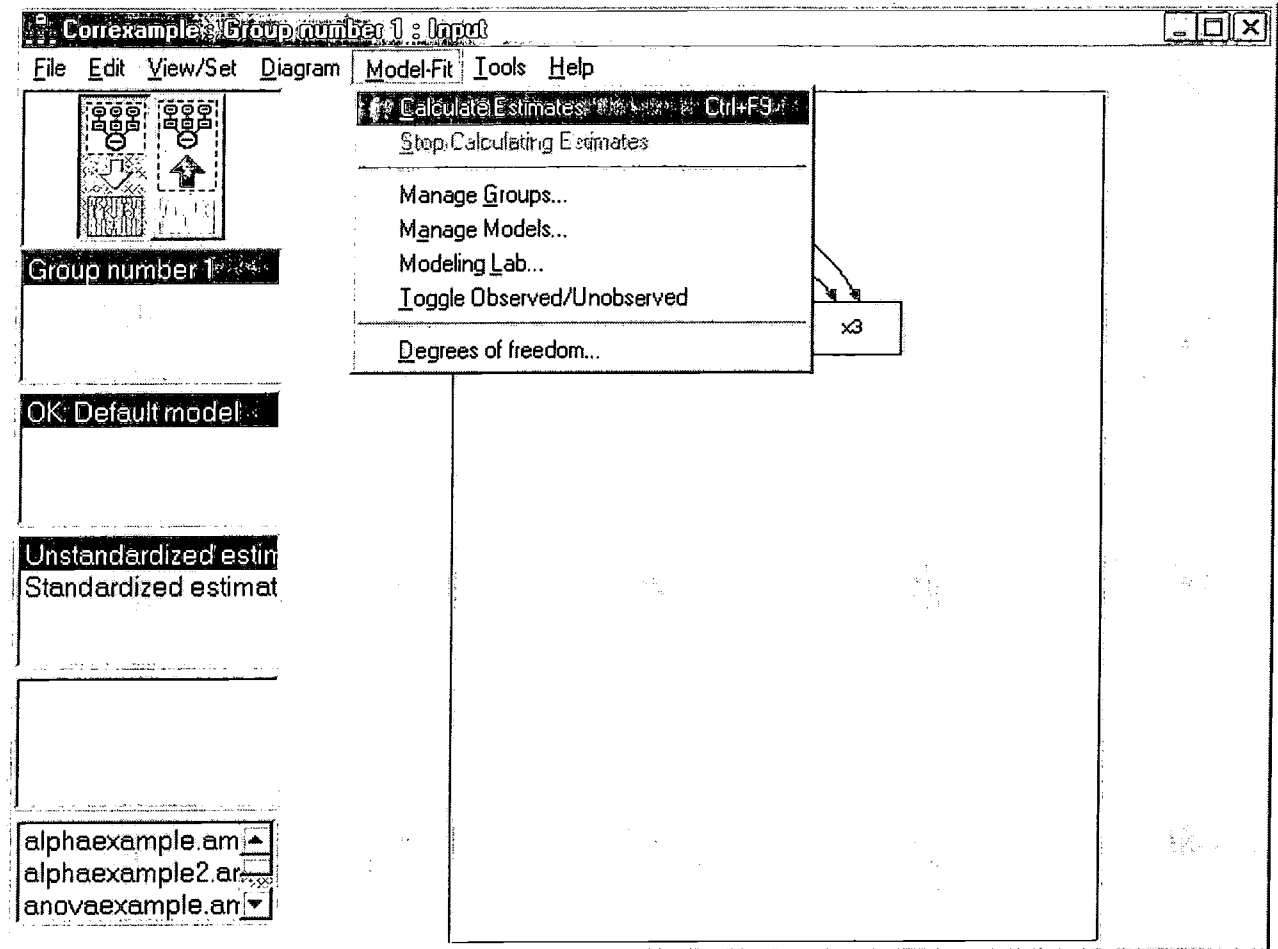 Correxample : Group number 1 : Input
File Edit View/Set Diagram Model-Fit Tools Help
Calculate Estimates Ctrl+F9
Stop Calculating Estimates
Manage Groups...
Manage Models...
Modeling Lab...
Toggle Observed/Unobserved
Degrees of freedom...
x3
Group number 1
OK: Default model
Unstandardized estim
Standardized estimat
alphaexample.am
alphaexample2.am
anovaexample.am